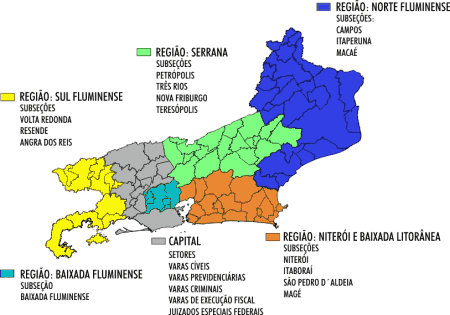 REGIÃO: NORTE FLUMINENSE
SUBSEÇÕES:
CAMPOS
ITAPERUNA
MACAÉ
REGIÃO: SERRANA
SUBSEÇÕES
PETRÓPOLIS
TRÊS RIOS
NOVA FRIBURGO
TERESÓPOLIS
REGIÃO: SUL FLUMINENSE
SUBSEÇÕES
VOLTA REDONDA
RESENDE
ANGRA DOS REIS
REGIÃO: BAIXADA FLUMINENSE
SUBSEÇÃO
BAIXADA FLUMINENSE
CAPITAL
SETORES
VARAS CÍVEIS
VARAS PREVIDENCIÁRIAS
VARAS CRIMINAIS
VARAS DE EXECUÇÃO FISCAL
JUIZADOS ESPECIAIS FEDERAIS
REGIÃO: NITERÓI E BAIXADA LITORÂNEA
SUBSEÇÕES
NITERÓI
ITABORAÍ
SÃO PEDRO D´ALDEIA
MAGÉ